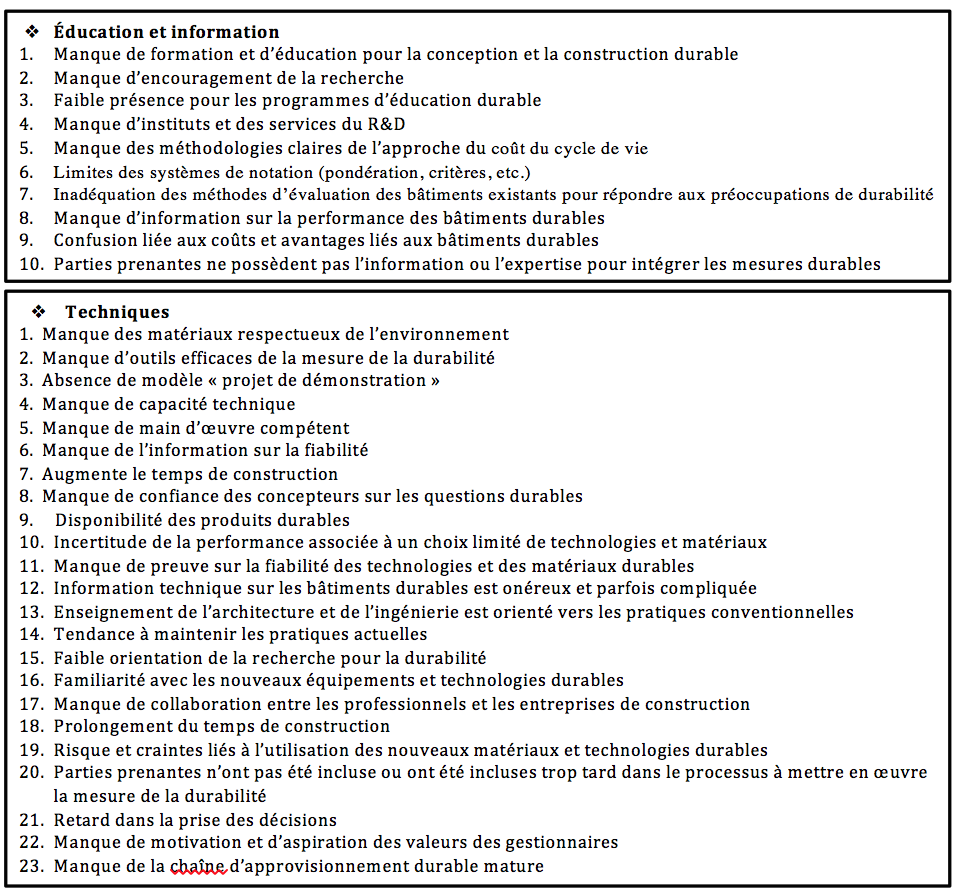 ❖ Éducation et information
1. Manque de formation et d’éducation pour la conception et la construction durable
2. Manque d’encouragement de la recherche
3. Faible présence pour les programmes d’éducation durable
4. Manque d’instituts et des services du R&D
5. Manque des méthodologies claires de l’approche du coût du cycle de vie
6. Limites des systèmes de notation (pondération, critères, etc.)
7. Inadéquation des méthodes d’évaluation des bâtiments existants pour répondre aux préoccupations de durabilité
8. Manque d’information sur la performance des bâtiments durables
9. Confusion liée aux coûts et avantages liés aux bâtiments durables
10. Parties prenantes ne possèdent pas l’information ou l’expertise pour intégrer les mesures durables
❖ Techniques
1. Manque des matériaux respectueux de l’environnement
2. Manque d’outils efficaces de la mesure de la durabilité
3. Absence de modèle « projet de démonstration »
4. Manque de capacité technique
5. Manque de main d’œuvre compétent
6. Manque de l’information sur la fiabilité
7. Augmente le temps de construction
8. Manque de confiance des concepteurs sur les questions durables
9. Disponibilité des produits durables
10. Incertitude de la performance associée à un choix limité de technologies et matériaux
11. Manque de preuve sur la fiabilité des technologies et des matériaux durables
12. Information technique sur les bâtiments durables est onéreux et parfois compliquée
13. Enseignement de l’architecture et de l’ingénierie est orienté vers les pratiques conventionnelles
14. Tendance à maintenir les pratiques actuelles
15. Faible orientation de la recherche pour la durabilité
16. Familiarité avec les nouveaux équipements et technologies durables
17. Manque de collaboration entre les professionnels et les entreprises de construction
18. Prolongement du temps de construction
19. Risque et craintes liés à l’utilisation des nouveaux matériaux et technologies durables
20. Parties prenantes n’ont pas été incluse ou ont été incluses trop tard dans le processus à mettre en œuvre
la mesure de la durabilité
21. Retard dans la prise des décisions
22. Manque de motivation et d’aspiration des valeurs des gestionnaires
23. Manque de la chaîne d’approvisionnement durable mature